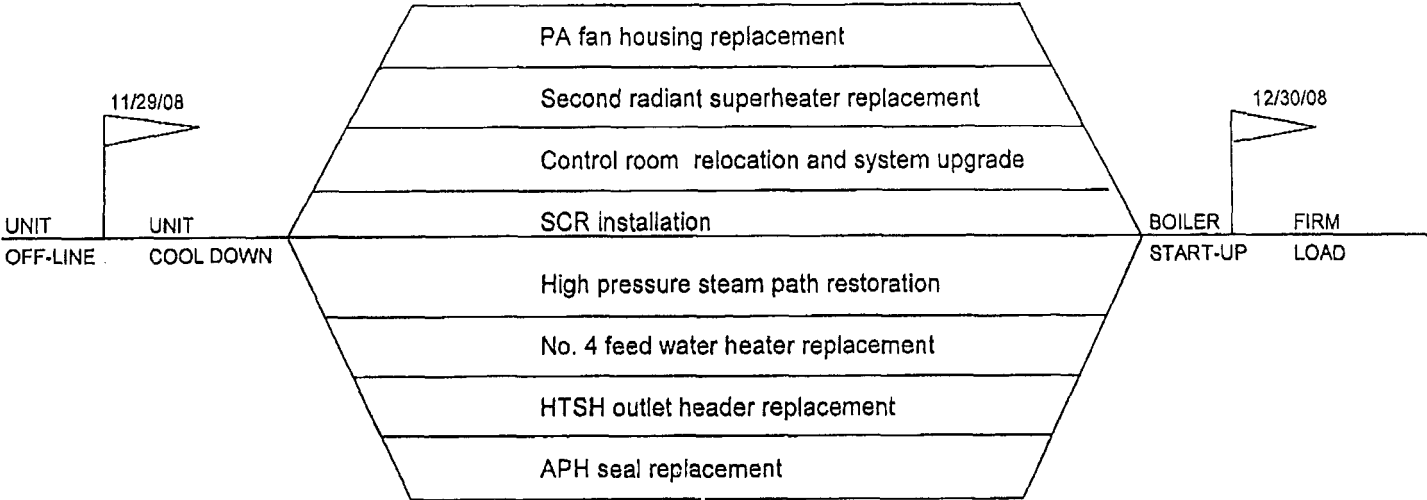 PA fan housing replacement
11/29/08
Second radiant superheater replacement
12/30/08
Control room relocation and system upgrade
UNIT UNIT SCR installation BOILER FIRM
OFF-LINE COOL DOWN START-UP LOAD
High pressure steam path restoration
No. 4 feed water heater replacement
HTSH outlet header replacement
APH seal replacement